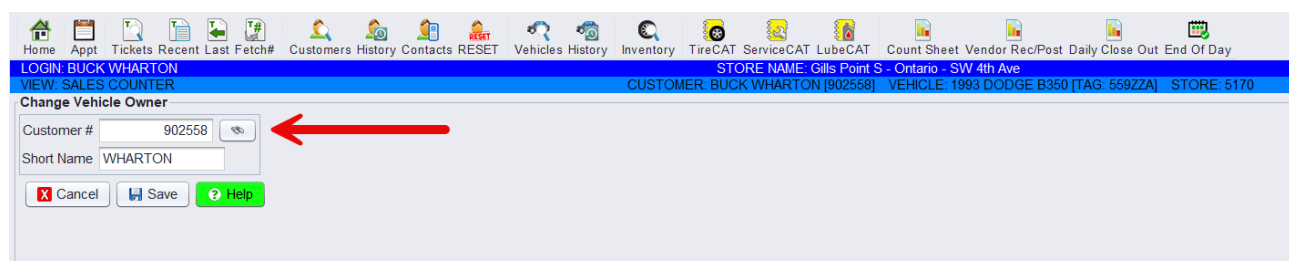 Home Appt Tickets Recent Last Fetch# Customers History Contacts RESET Vehicles History Inventory TireCAT ServiceCAT LubeCAT Count Sheet Vendor Rec/Post Daily Close Out End Of Day
LOGIN: BUCK WHARTON STORE NAME: Gills Point S - Ontario - SW 4th Ave
VIEW: SALES COUNTER CUSTOMER: BUCK WHARTON [902558] VEHICLE: 1993 DODGE B350 [TAG: 559ZZA] STORE: 5170
Change Vehicle Owner
Customer # 902558
Short Name WHARTON
X Cancel Save ? Help